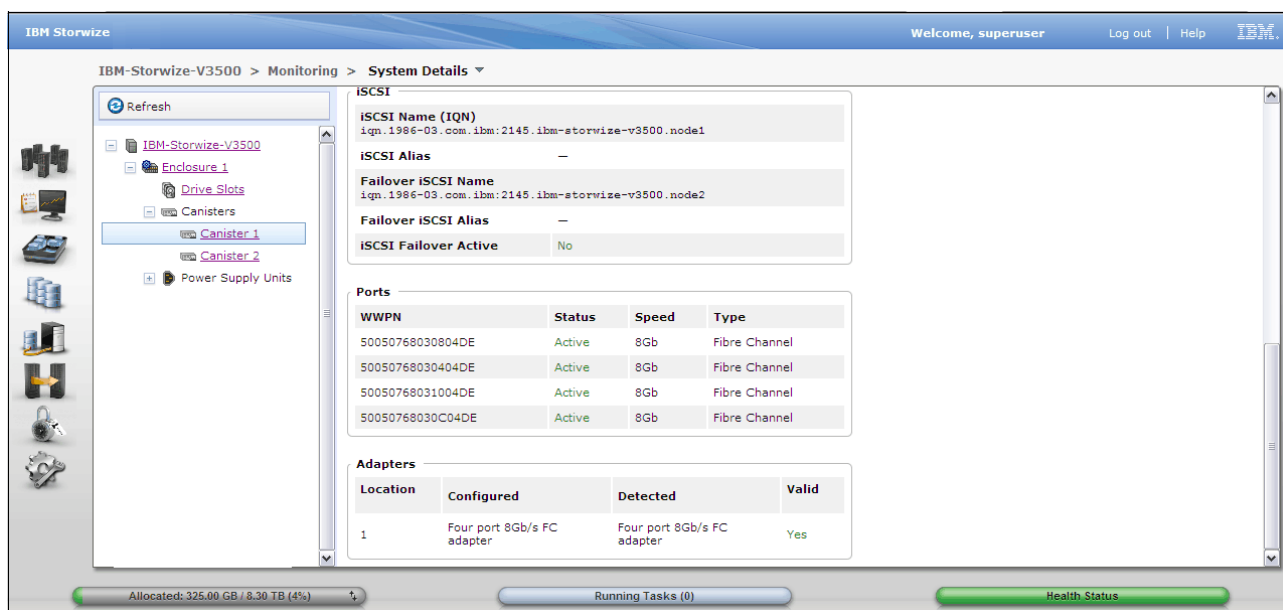 IBM Storwize
Welcome, superuser
Log out | Help
IBM.
IBM-Storwize-V3500 > Monitoring > System Details
Refresh
IBM-Storwize-V3500
Enclosure 1
Drive Slots
Canisters
Canister 1
Canister 2
Power Supply Units
iSCSI
iSCSI Name (IQN)
iqn.1986-03.com.ibm:2145.ibm-storwize-v3500.node1
iSCSI Alias —
Failover iSCSI Name
iqn.1986-03.com.ibm:2145.ibm-storwize-v3500.node2
Failover iSCSI Alias —
iSCSI Failover Active No
Ports
WWPN Status Speed Type
50050768030804DE Active 8Gb Fibre Channel
50050768030404DE Active 8Gb Fibre Channel
50050768031004DE Active 8Gb Fibre Channel
50050768030C04DE Active 8Gb Fibre Channel
Adapters
Location Configured Detected Valid
1 Four port 8Gb/s FC adapter Four port 8Gb/s FC adapter Yes
Allocated: 325.00 GB / 8.30 TB (4%)
Running Tasks (0)
Health Status